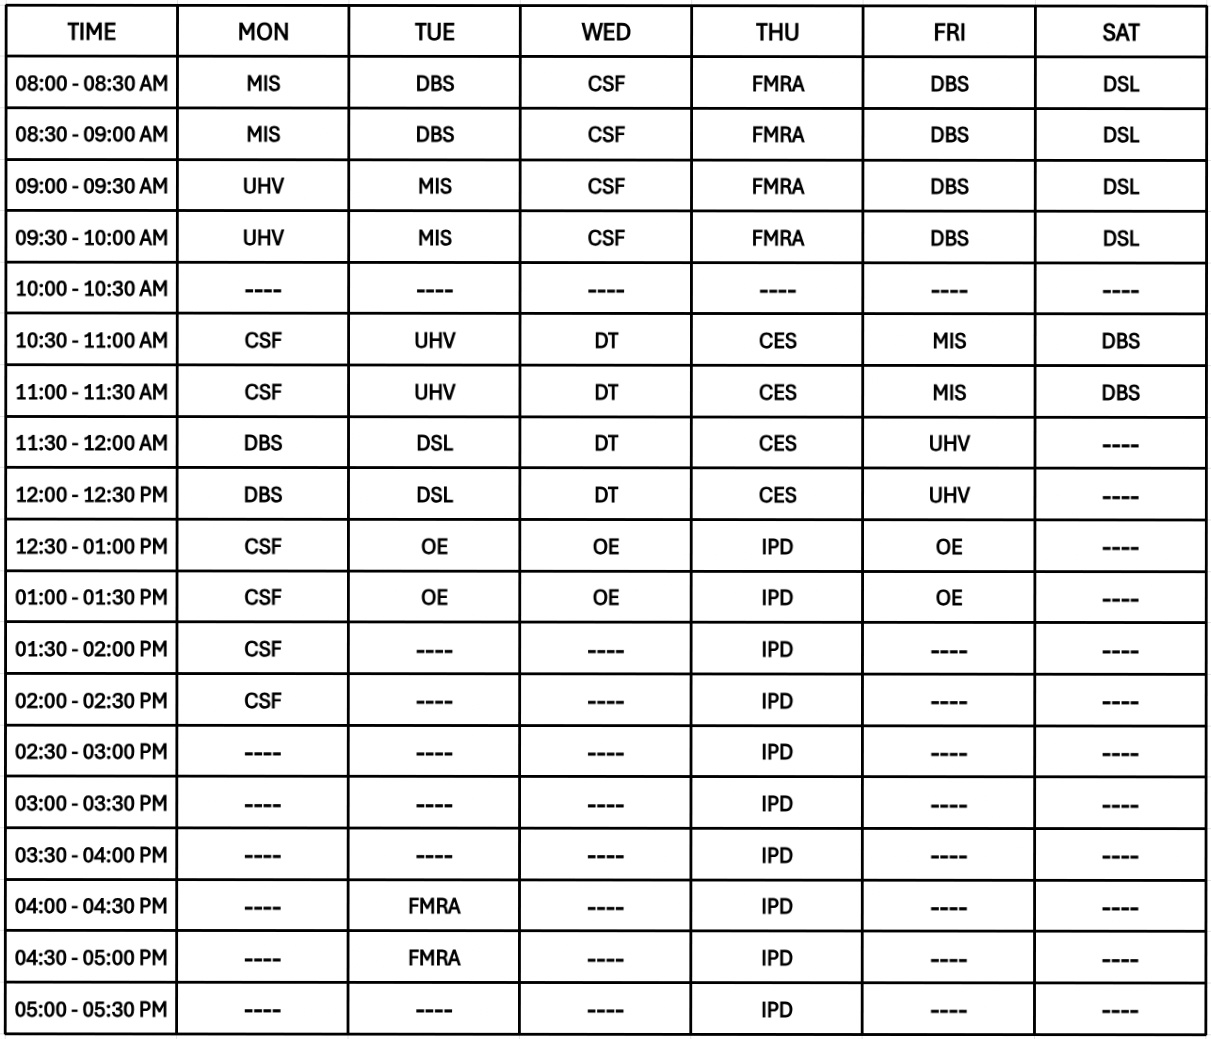 TIME MON TUE WED THU FRI SAT
08:00 - 08:30 AM MIS DBS CSF FMRA DBS DSL
08:30 - 09:00 AM MIS DBS CSF FMRA DBS DSL
09:00 - 09:30 AM UHV MIS CSF FMRA DBS DSL
09:30 - 10:00 AM UHV MIS CSF FMRA DBS DSL
10:00 - 10:30 AM ---- ---- ---- ---- ---- ----
10:30 - 11:00 AM CSF UHV DT CES MIS DBS
11:00 - 11:30 AM CSF UHV DT CES MIS DBS
11:30 - 12:00 AM DBS DSL DT CES UHV ----
12:00 - 12:30 PM DBS DSL DT CES UHV ----
12:30 - 01:00 PM CSF OE OE IPD OE ----
01:00 - 01:30 PM CSF OE OE IPD OE ----
01:30 - 02:00 PM CSF ---- ---- IPD ---- ----
02:00 - 02:30 PM CSF ---- ---- IPD ---- ----
02:30 - 03:00 PM ---- ---- ---- IPD ---- ----
03:00 - 03:30 PM ---- ---- ---- IPD ---- ----
03:30 - 04:00 PM ---- ---- ---- IPD ---- ----
04:00 - 04:30 PM ---- FMRA ---- IPD ---- ----
04:30 - 05:00 PM ---- FMRA ---- IPD ---- ----
05:00 - 05:30 PM ---- ---- ---- IPD ---- ----